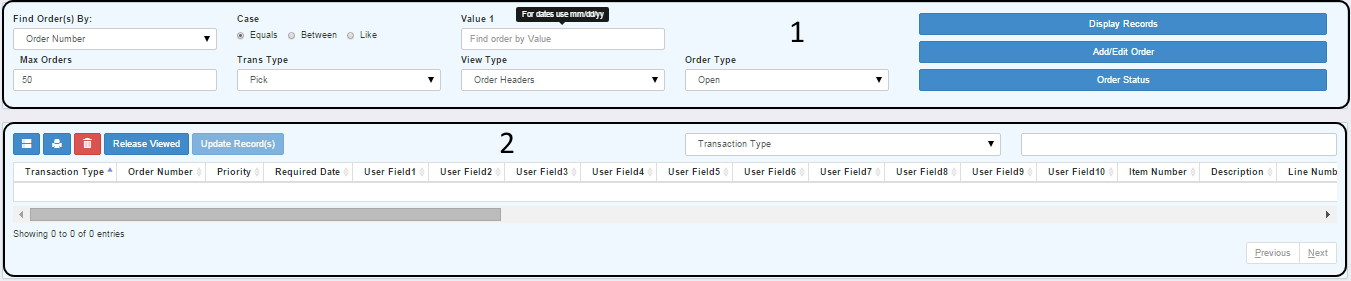 Find Order(s) By: Case Value 1 For dates use mm/dd/yy 1 Display Records
Order Number Equals Between Like Find order by Value
Add/Edit Order
Max Orders Trans Type View Type Order Type
50 Pick Order Headers Open Order Status
2
Release Viewed Update Record(s) Transaction Type
Transaction Type Order Number Priority Required Date User Field1 User Field2 User Field3 User Field4 User Field5 User Field6 User Field7 User Field8 User Field9 User Field10 Item Number Description Line Numb
Showing 0 to 0 of 0 entries
Previous Next